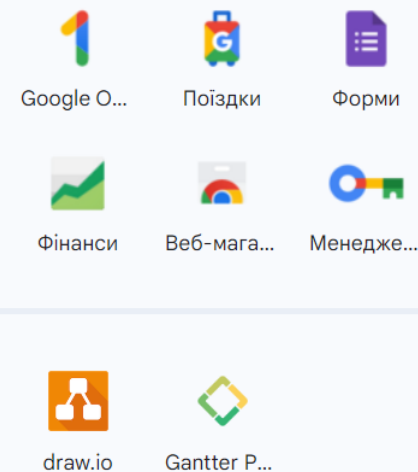 Google O...
Поїздки
Форми
Фінанси
Веб-мага...
Менедже...
draw.io
Gantter P...